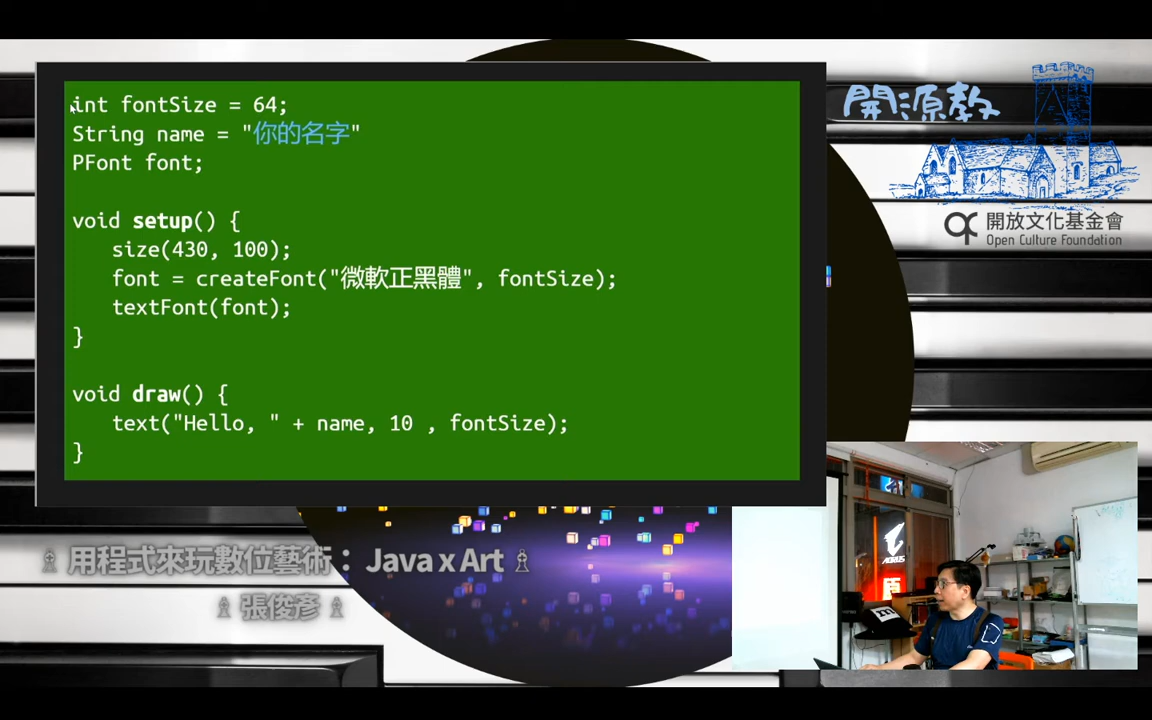 int fontSize = 64;
String name = "你的名字"
PFont font;
void setup() {
size(430, 100);
font = createFont("微軟正黑體", fontSize);
textFont(font);
}
void draw() {
text("Hello, " + name, 10 , fontSize);
}
開源教
開放文化基金會
Open Culture Foundation
用程式來玩數位藝術： Java x Art
張俊彥
AORUS
原